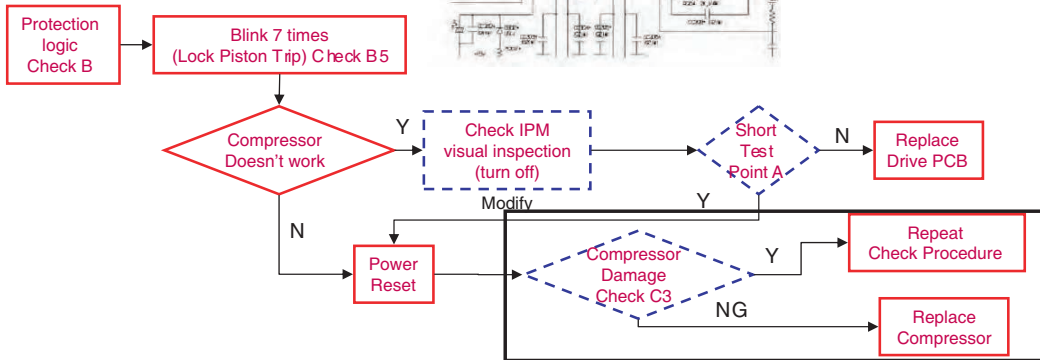 Protection
logic
Check B
Blink 7 times
(Lock Piston Trip) Check B5
Compressor
Doesn't work
Y
Check IPM
visual inspection
(turn off)
Short
Test
Point A
N
Replace
Drive PCB
N
Modify
Y
Power
Reset
Compressor
Damage
Check C3
Y
Repeat
Check Procedure
NG
Replace
Compressor